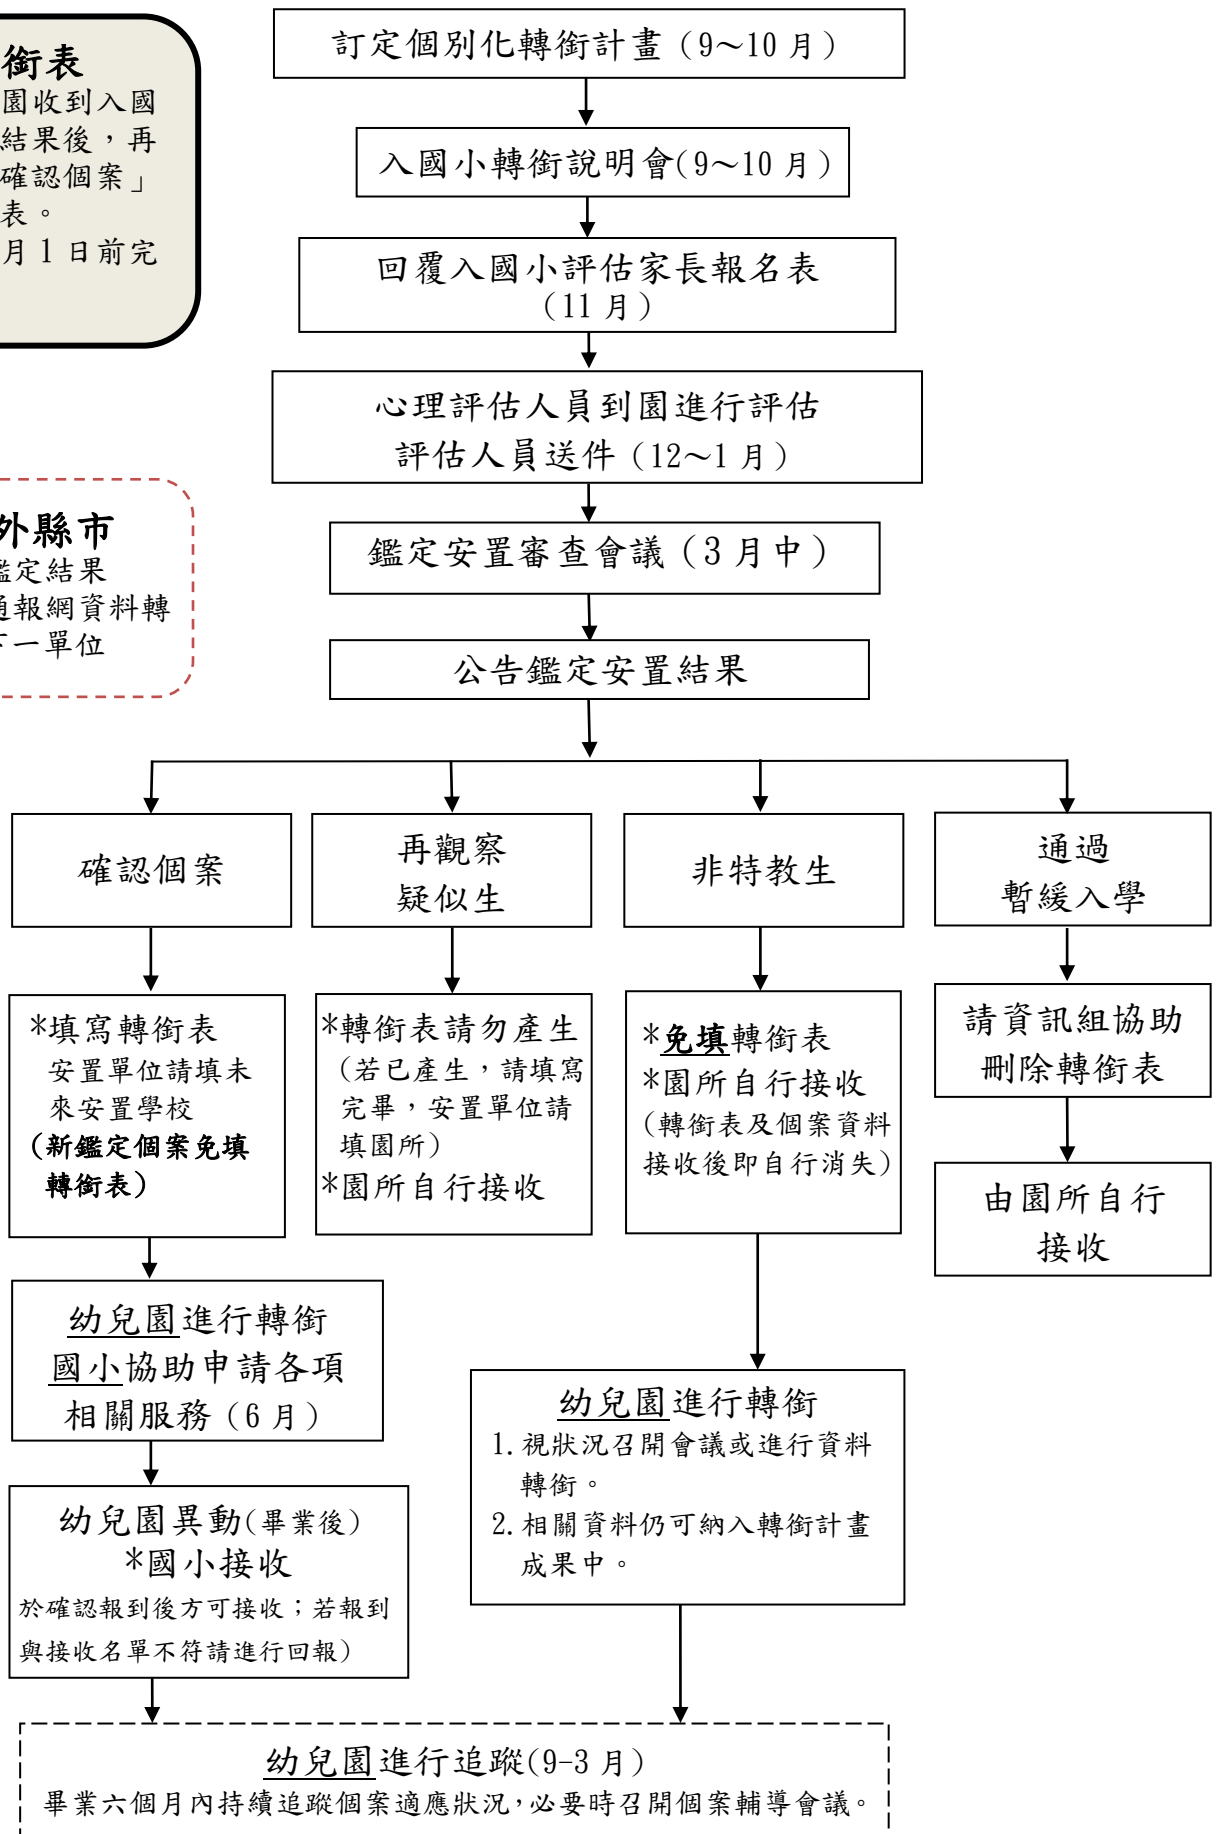 訂定個別化轉銜計畫（9～10 月）
銜表
園收到入國
結果後，再
確認個案」
表。
月 1 日前完
入國小轉銜說明會(9～10 月)
回覆入國小評估家長報名表
（11 月）
心理評估人員到園進行評估
評估人員送件（12～1 月）
外縣市
鑑定結果
通報網資料轉
下一單位
鑑定安置審查會議（3 月中）
公告鑑定安置結果
確認個案
再觀察
疑似生
非特教生
通過
暫緩入學
*填寫轉銜表
安置單位請填未
來安置學校
（新鑑定個案免填
轉銜表）
*轉銜表請勿產生
（若已產生，請填寫
完畢，安置單位請
填園所）
*園所自行接收
*免填轉銜表
*園所自行接收
（轉銜表及個案資料
接收後即自行消失）
請資訊組協助
刪除轉銜表
由園所自行
接收
幼兒園進行轉銜
國小協助申請各項
相關服務（6 月）
幼兒園進行轉銜
1.視狀況召開會議或進行資料
轉銜。
2.相關資料仍可納入轉銜計畫
成果中。
幼兒園異動(畢業後)
*國小接收
於確認報到後方可接收；若報到
與接收名單不符請進行回報）
幼兒園進行追蹤(9-3 月)
畢業六個月內持續追蹤個案適應狀況，必要時召開個案輔導會議。